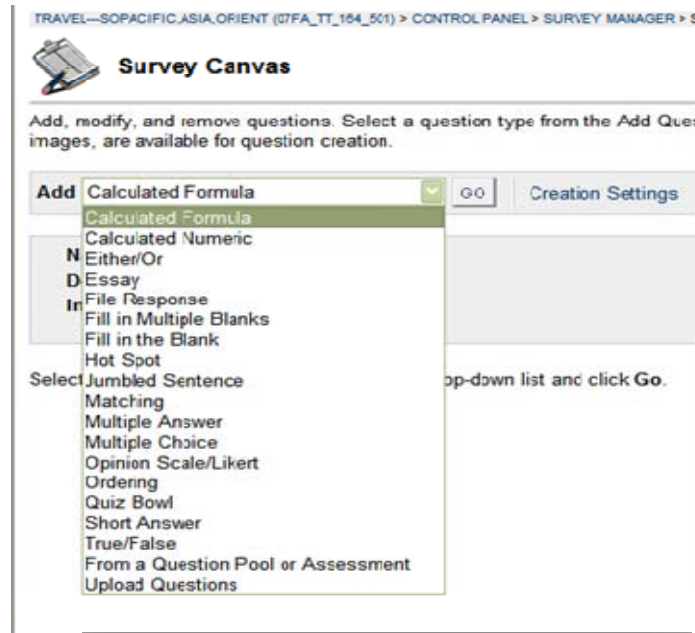 TRAVEL—SOPACIFIC,ASIA,ORIENT (07FA_TT_164_501) > CONTROL PANEL > SURVEY MANAGER > S
Survey Canvas
Add, modify, and remove questions. Select a question type from the Add Que
images, are available for question creation.
Add Calculated Formula GO Creation Settings
Calculated Formula
Calculated Numeric
N Either/Or
D Essay
In File Response
Fill in Multiple Blanks
Fill in the Blank
Hot Spot
Select Jumbled Sentence op-down list and click Go.
Matching
Multiple Answer
Multiple Choice
Opinion Scale/Likert
Ordering
Quiz Bowl
Short Answer
True/False
From a Question Pool or Assessment
Upload Questions